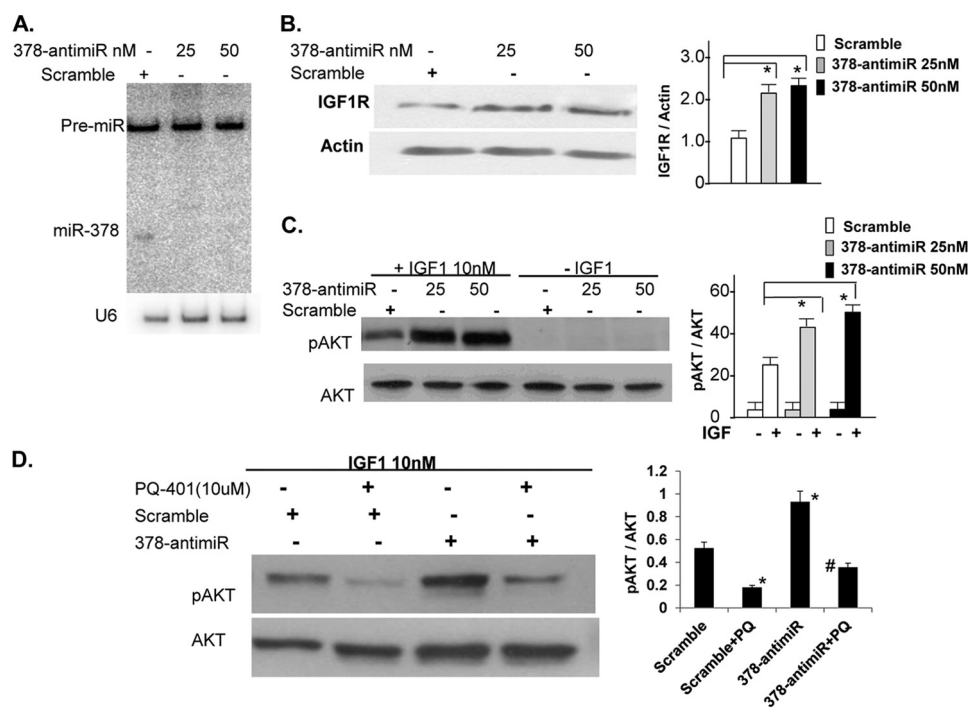 A.
378-antimiR nM - 25 50
Scramble + - -
Pre-miR
miR-378
U6
B.
378-antimiR nM - 25 50
Scramble + - -
IGF1R
Actin
Scramble
378-antimiR 25nM
378-antimiR 50nM
IGF1R / Actin
3.0
2.0
1.0
0
* *
C.
+ IGF1 10nM - IGF1
378-antimiR - 25 50 - 25 50
Scramble + - - + - -
pAKT
AKT
Scramble
378-antimiR 25nM
378-antimiR 50nM
pAKT / AKT
60
40
20
0
* *
IGF - + - + - +
D.
IGF1 10nM
PQ-401(10uM) - + - +
Scramble + + - -
378-antimiR - - + +
pAKT
AKT
pAKT / AKT
1.2
1
0.8
0.6
0.4
0.2
0
* * #
Scramble
Scramble+PQ
378-antimiR
378-antimiR+PQ